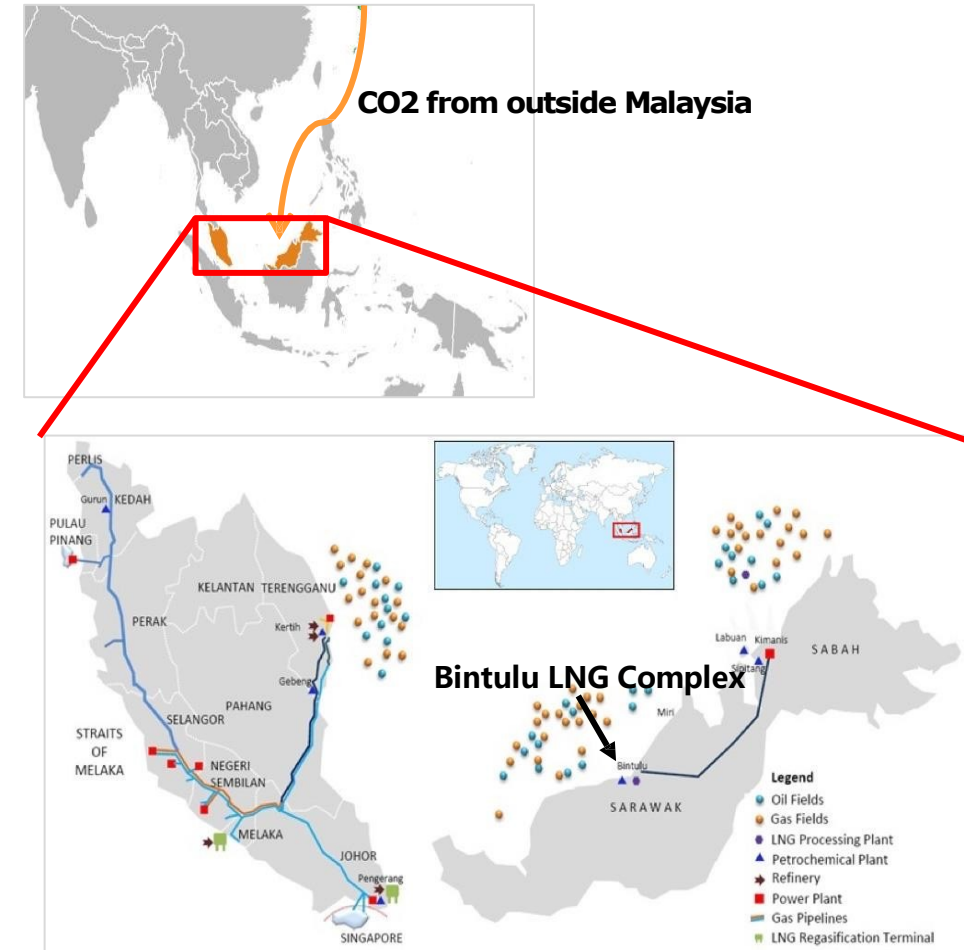 CO2 from outside Malaysia
PERLIS
Gurun
KEDAH
PULAU
PINANG
KELANTAN
TERENGGANU
PERAK
Kertih
Gebeng
PAHANG
SELANGOR
STRAITS
OF
MELAKA
NEGERI
SEMBILAN
MELAKA
JOHOR
Pengerang
SINGAPORE
Labuan
Kimanis
Sipitang
SABAH
Bintulu LNG Complex
Miri
Bintulu
SARAWAK
Legend
Oil Fields
Gas Fields
LNG Processing Plant
Petrochemical Plant
Refinery
Power Plant
Gas Pipelines
LNG Regasification Terminal